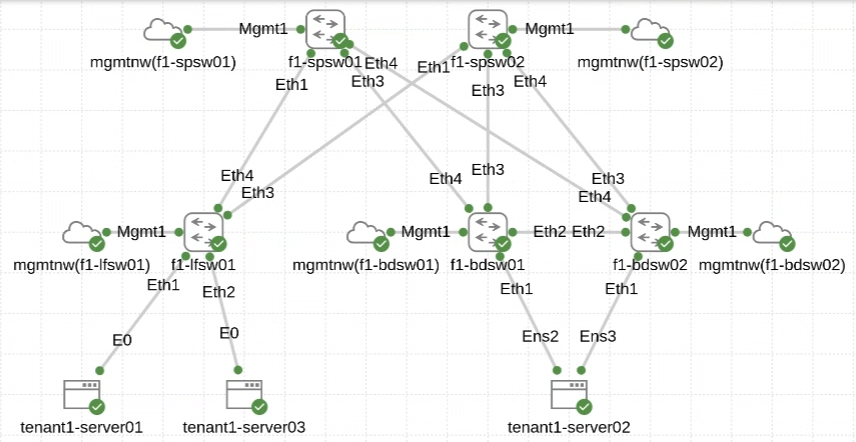 Mgmt1
Mgmt1
mgmtnw(f1-spsw01)
f1-spsw01
Eth4
Eth1
f1-spsw02
mgmtnw(f1-spsw02)
Eth1
Eth3
Eth3
Eth4
Eth4
Eth3
Eth4
Eth3
Eth3
Eth4
Mgmt1
Mgmt1
Eth2
Eth2
Mgmt1
mgmtnw(f1-lfsw01)
f1-lfsw01
mgmtnw(f1-bdsw01)
f1-bdsw01
f1-bdsw02
mgmtnw(f1-bdsw02)
Eth1
Eth2
Eth1
Eth1
E0
E0
Ens2
Ens3
tenant1-server01
tenant1-server03
tenant1-server02